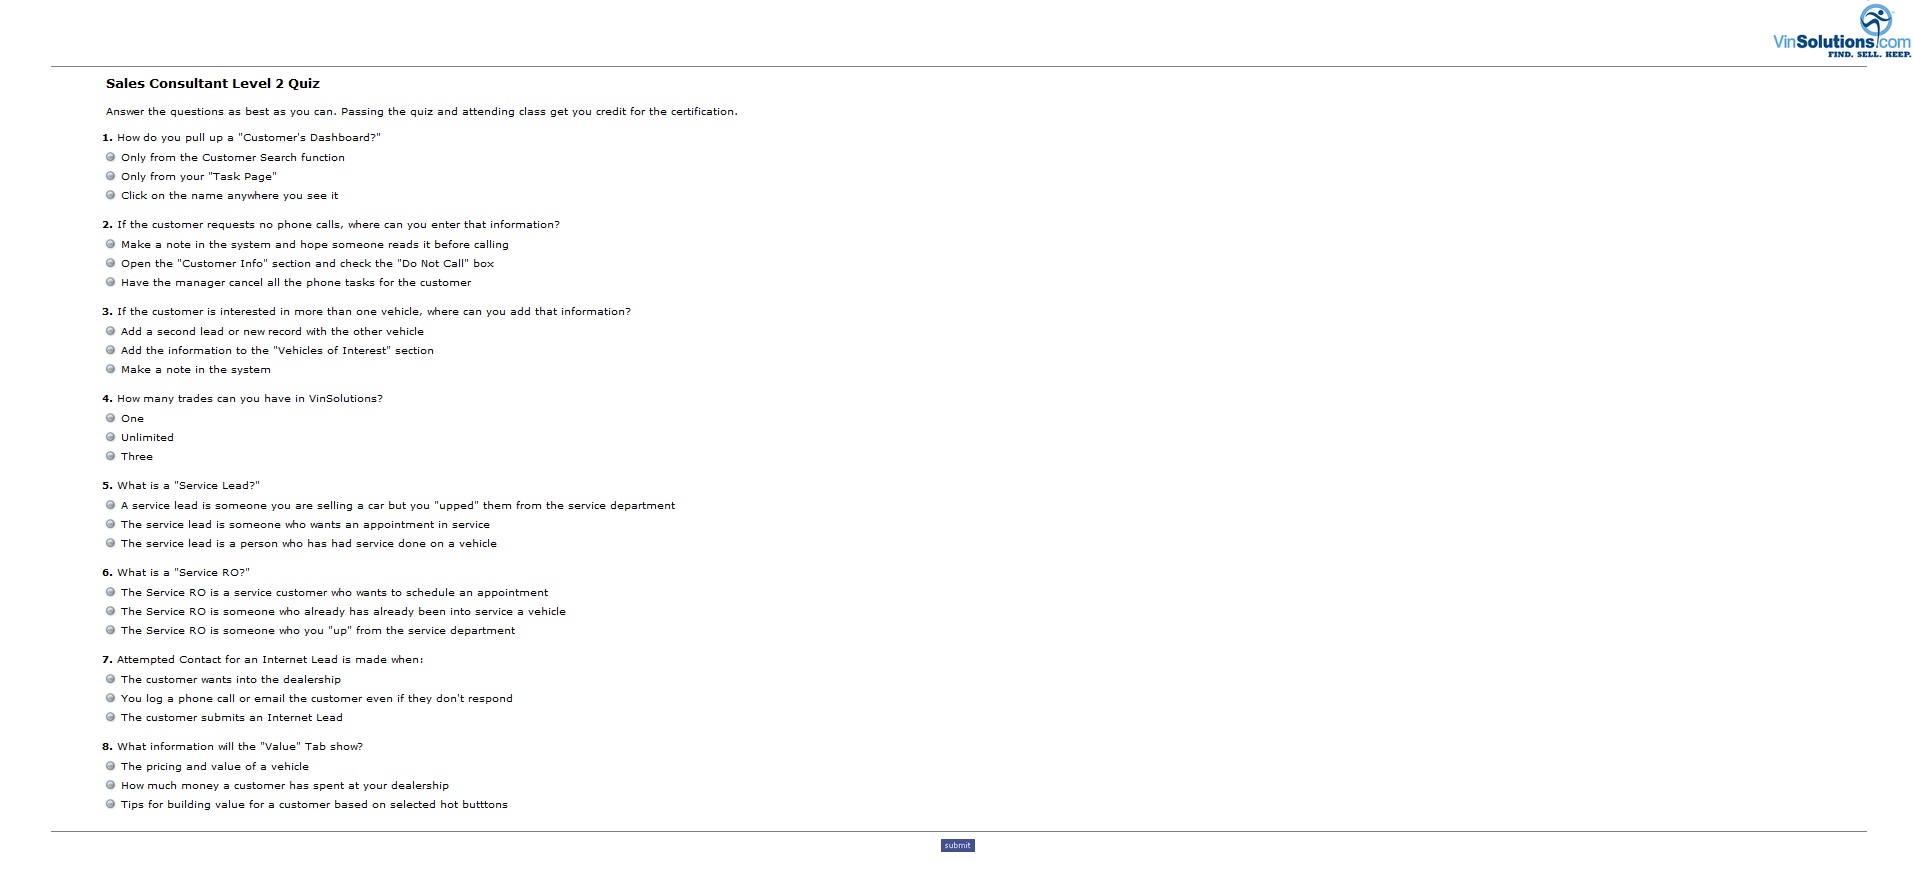 VinSolutions.com
FIND. SELL. KEEP.
Sales Consultant Level 2 Quiz
Answer the questions as best as you can. Passing the quiz and attending class get you credit for the certification.
1. How do you pull up a "Customer's Dashboard?"
Only from the Customer Search function
Only from your "Task Page"
Click on the name anywhere you see it
2. If the customer requests no phone calls, where can you enter that information?
Make a note in the system and hope someone reads it before calling
Open the "Customer Info" section and check the "Do Not Call" box
Have the manager cancel all the phone tasks for the customer
3. If the customer is interested in more than one vehicle, where can you add that information?
Add a second lead or new record with the other vehicle
Add the information to the "Vehicles of Interest" section
Make a note in the system
4. How many trades can you have in VinSolutions?
One
Unlimited
Three
5. What is a "Service Lead?"
A service lead is someone you are selling a car but you "upped" them from the service department
The service lead is someone who wants an appointment in service
The service lead is a person who has had service done on a vehicle
6. What is a "Service RO?"
The Service RO is a service customer who wants to schedule an appointment
The Service RO is someone who already has already been into service a vehicle
The Service RO is someone who you "up" from the service department
7. Attempted Contact for an Internet Lead is made when:
The customer wants into the dealership
You log a phone call or email the customer even if they don't respond
The customer submits an Internet Lead
8. What information will the "Value" Tab show?
The pricing and value of a vehicle
How much money a customer has spent at your dealership
Tips for building value for a customer based on selected hot butttons
submit